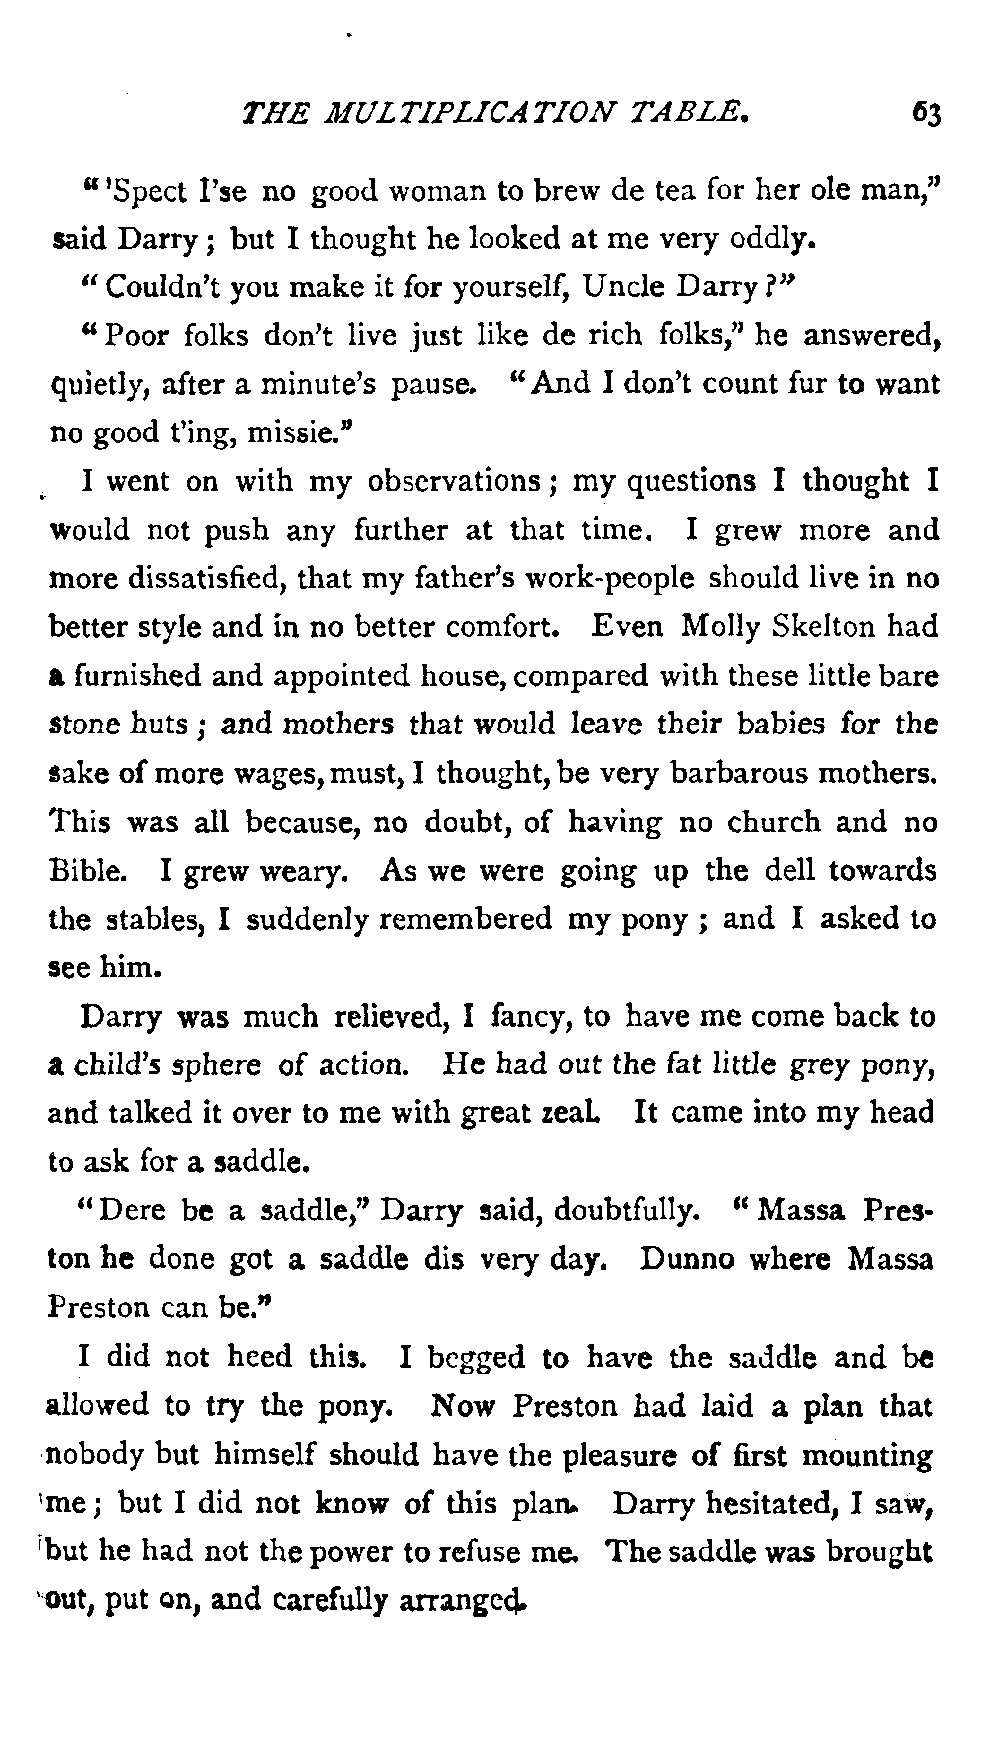 THE MULTIPLICATION TABLE. 63
"'Spect I'se no good woman to brew de tea for her ole man,"
said Darry; but I thought he looked at me very oddly.
"Couldn't you make it for yourself, Uncle Darry?"
"Poor folks don't live just like de rich folks," he answered,
quietly, after a minute's pause. "And I don't count fur to want
no good t'ing, missie."
I went on with my observations; my questions I thought I
would not push any further at that time. I grew more and
more dissatisfied, that my father's work-people should live in no
better style and in no better comfort. Even Molly Skelton had
a furnished and appointed house, compared with these little bare
stone huts; and mothers that would leave their babies for the
sake of more wages, must, I thought, be very barbarous mothers.
This was all because, no doubt, of having no church and no
Bible. I grew weary. As we were going up the dell towards
the stables, I suddenly remembered my pony; and I asked to
see him.
Darry was much relieved, I fancy, to have me come back to
a child's sphere of action. He had out the fat little grey pony,
and talked it over to me with great zeal. It came into my head
to ask for a saddle.
"Dere be a saddle," Darry said, doubtfully. "Massa Pres-
ton he done got a saddle dis very day. Dunno where Massa
Preston can be."
I did not heed this. I begged to have the saddle and be
allowed to try the pony. Now Preston had laid a plan that
nobody but himself should have the pleasure of first mounting
me; but I did not know of this plan. Darry hesitated, I saw,
but he had not the power to refuse me. The saddle was brought
out, put on, and carefully arranged.